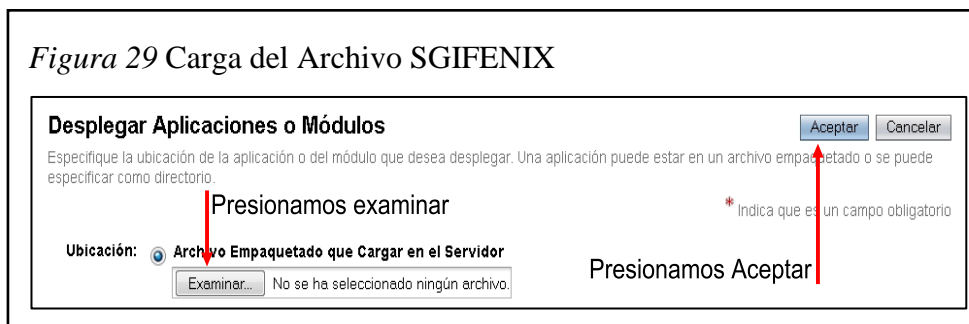 Figura 29 Carga del Archivo SGIFENIX
Desplegar Aplicaciones o Módulos
Aceptar Cancelar
Especifique la ubicación de la aplicación o del módulo que desea desplegar. Una aplicación puede estar en un archivo empaquetado o se puede
especificar como directorio.
Presionamos examinar
* Indica que es un campo obligatorio
Ubicación: Archivo Empaquetado que Cargar en el Servidor
Presionamos Aceptar
Examinar... No se ha seleccionado ningún archivo.